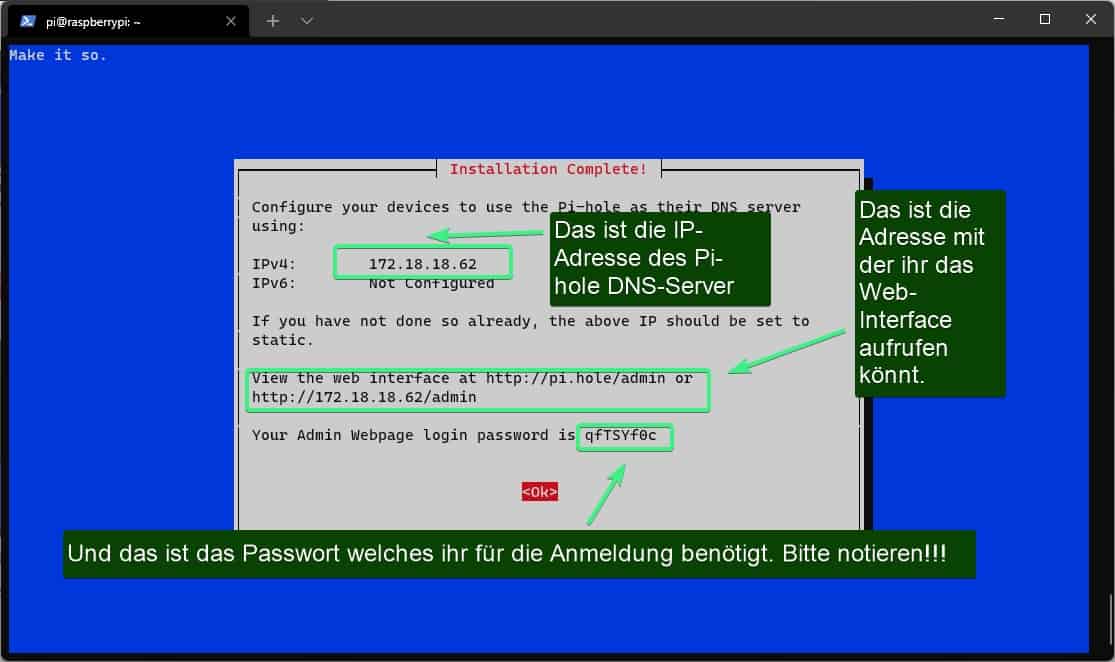 pi@raspberrypi: ~
Make it so.
Installation Complete!
Configure your devices to use the Pi-hole as their DNS server
using:
IPv4: 172.18.18.62
IPv6: Not Configured
Das ist die IP-
Adresse des Pi-
hole DNS-Server
If you have not done so already, the above IP should be set to
static.
Das ist die
Adresse mit
der ihr das
Web-
Interface
aufrufen
könnt.
View the web interface at http://pi.hole/admin or
http://172.18.18.62/admin
Your Admin Webpage login password is qfTSYf0c
<Ok>
Und das ist das Passwort welches ihr für die Anmeldung benötigt. Bitte notieren!!!